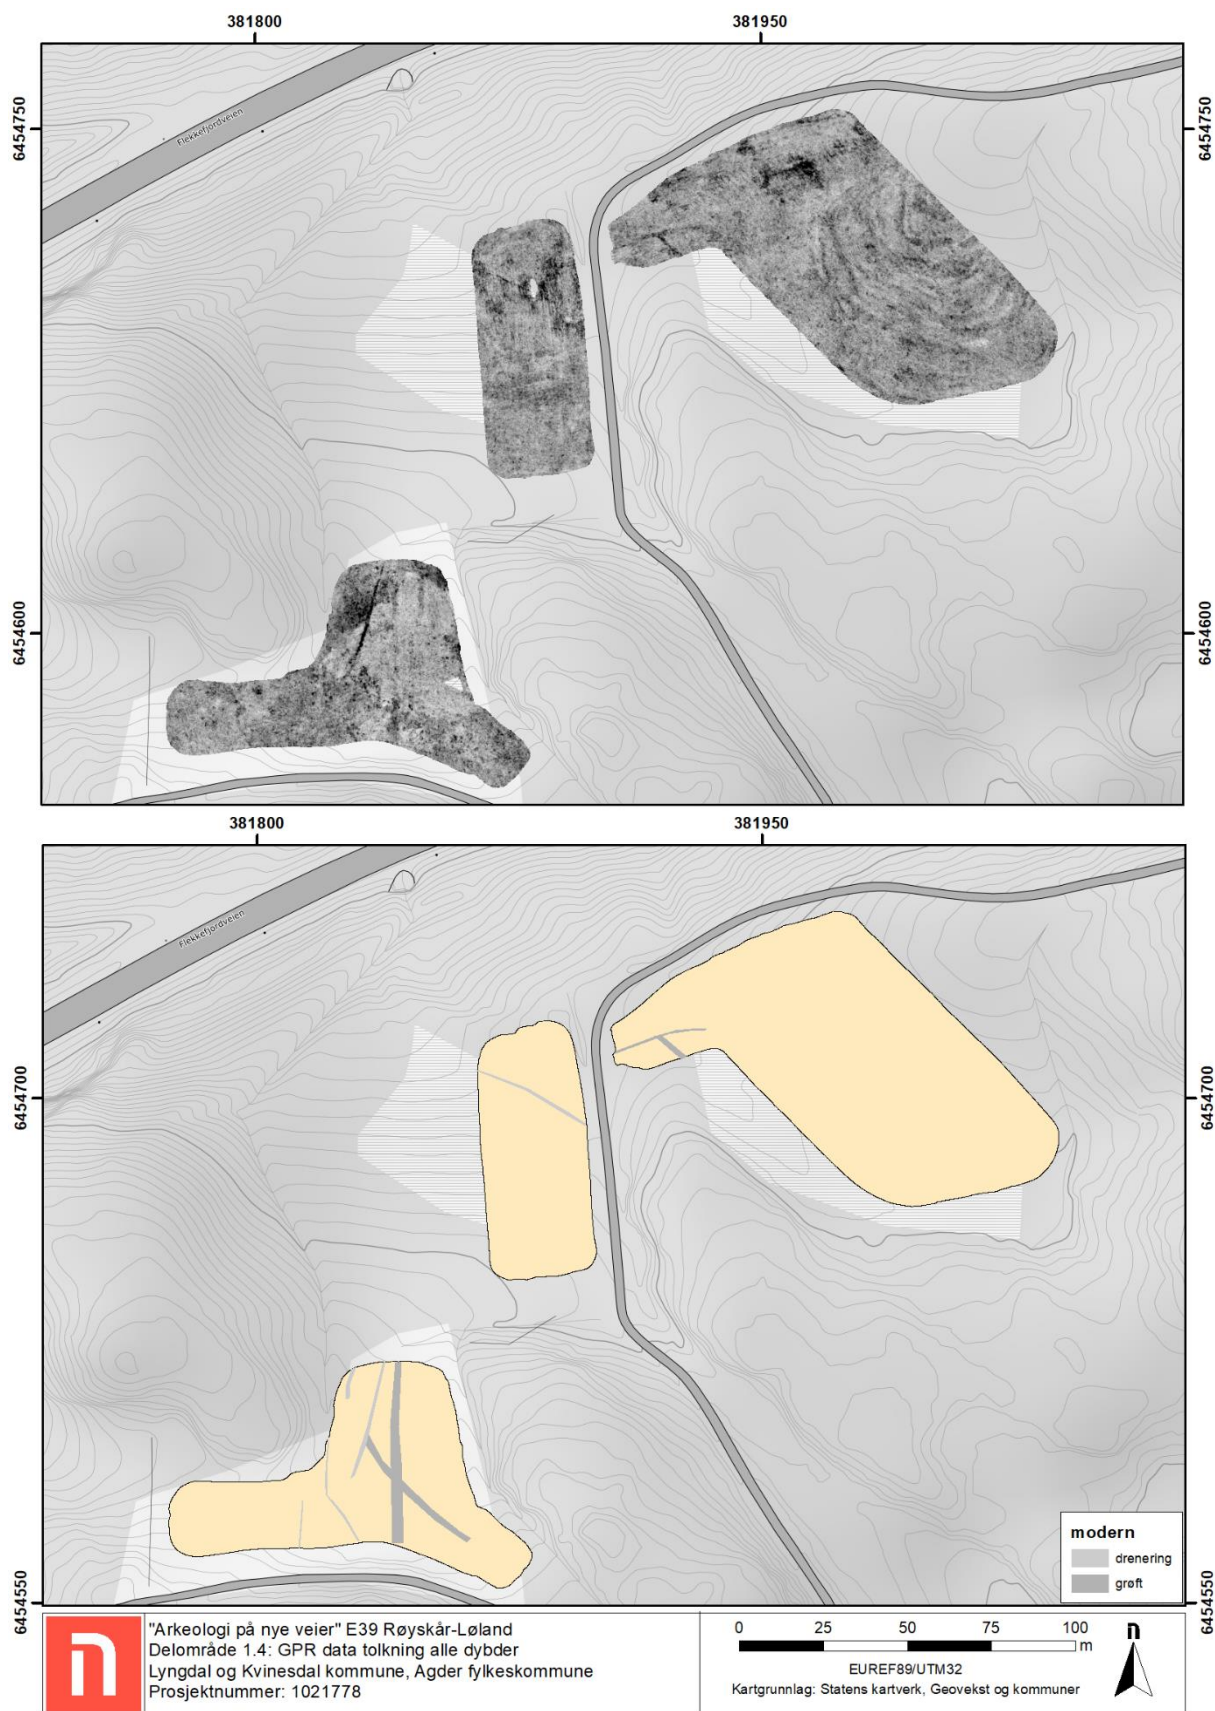 381800 381950
6454750 6454750
Flekkefjordveien
6454600 6454600
381800 381950
Flekkefjordveien
6454700 6454700
modern
drenering
grøft
6454550 6454550
"Arkeologi på nye veier" E39 Røyskår-Løland
Delområde 1.4: GPR data tolkning alle dybder
Lyngdal og Kvinesdal kommune, Agder fylkeskommune
Prosjektnummer: 1021778
0 25 50 75 100
m
EUREF89/UTM32
Kartgrunnlag: Statens kartverk, Geovekst og kommuner